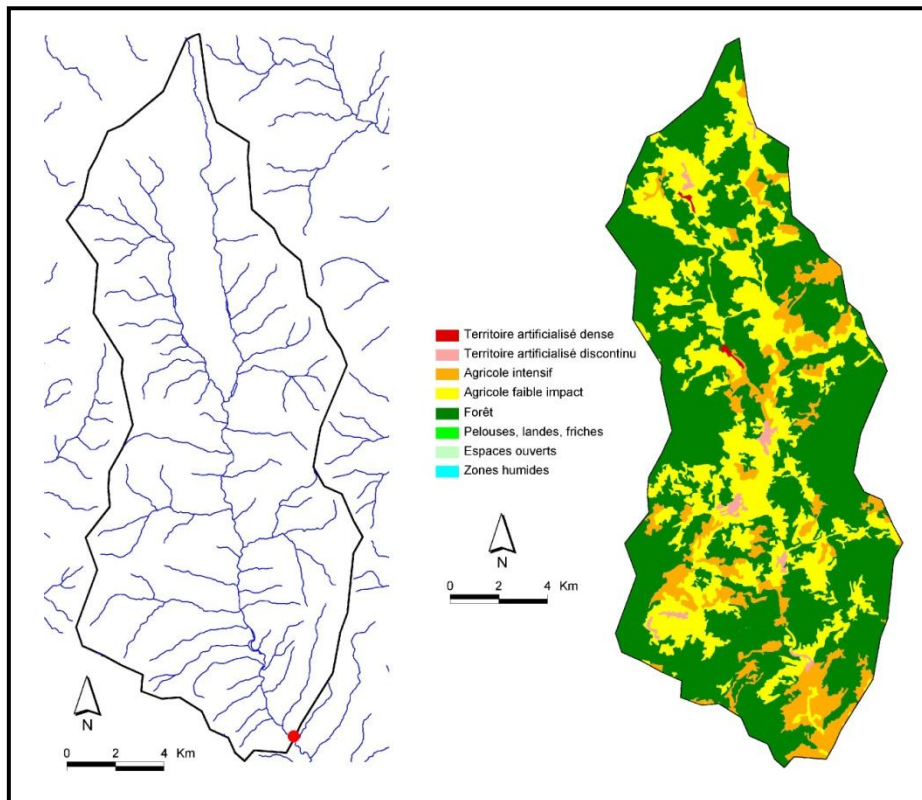 Territoire artificialisé dense
Territoire artificialisé discontinu
Agricole intensif
Agricole faible impact
Forêt
Pelouses, landes, friches
Espaces ouverts
Zones humides
N
0 2 4 Km
N
0 2 4 Km